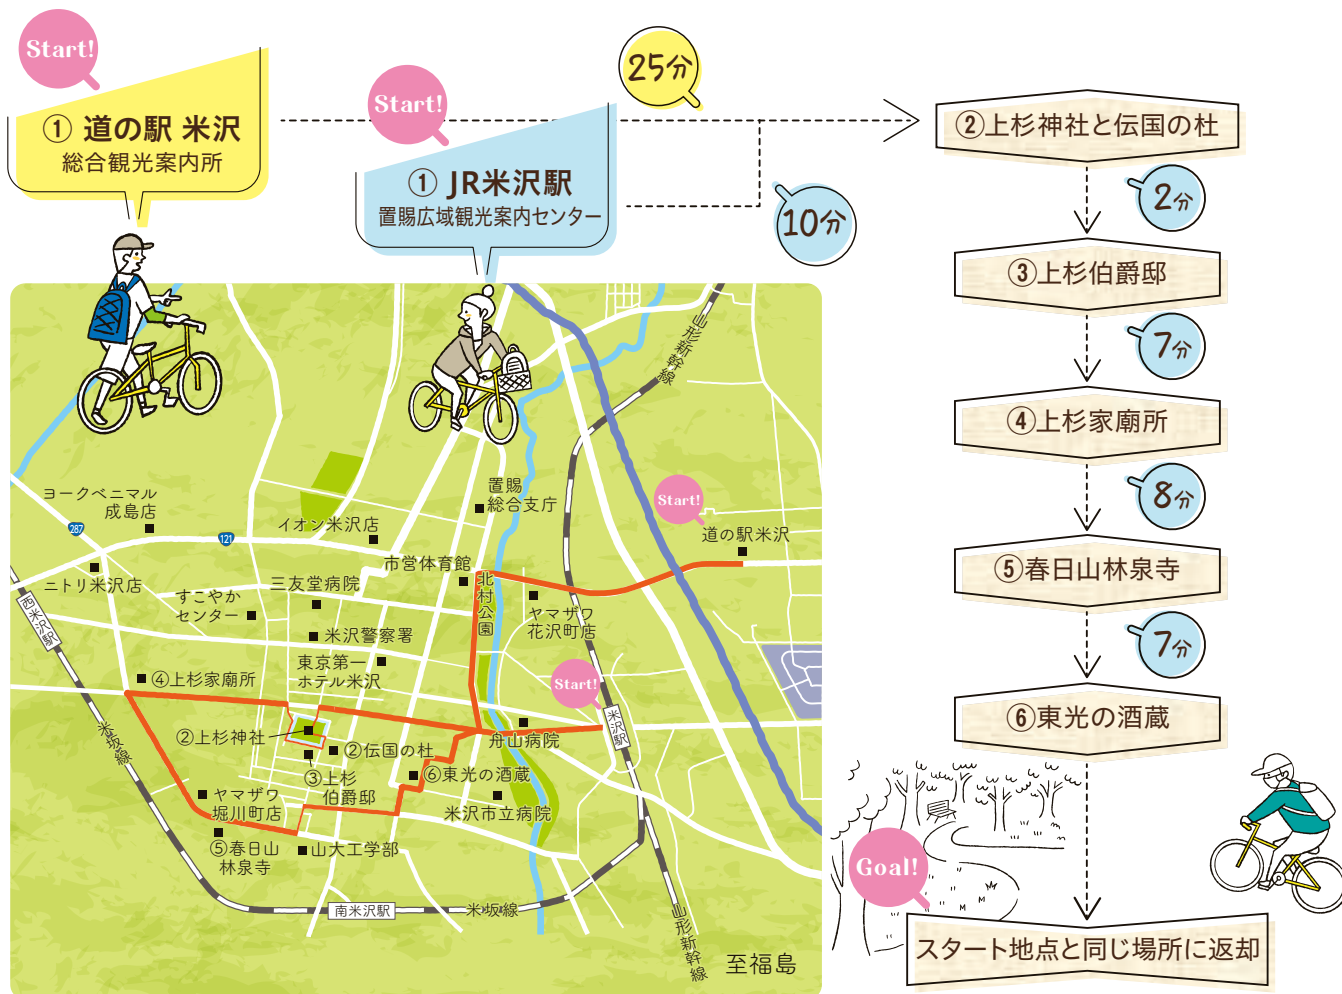 Start!
① 道の駅 米沢
総合観光案内所
Start!
① JR米沢駅
置賜広域観光案内センター
25分
10分
②上杉神社と伝国の杜
2分
③上杉伯爵邸
7分
④上杉家廟所
8分
⑤春日山林泉寺
7分
⑥東光の酒蔵
Goal!
スタート地点と同じ場所に返却
山形新幹線
ヨークベニマル
成島店
287
121
イオン米沢店
置賜
総合支庁
Start!
道の駅米沢
ニトリ米沢店
西米沢駅
すこやか
センター
三友堂病院
市営体育館
北村公園
ヤマザワ
花沢町店
米沢警察署
東京第一
ホテル米沢
Start!
米沢駅
④上杉家廟所
米坂線
②上杉神社
②伝国の杜
③上杉
伯爵邸
舟山病院
⑥東光の酒蔵
米沢市立病院
ヤマザワ
堀川町店
⑤春日山
林泉寺
山大工学部
南米沢駅
米坂線
山形新幹線
至福島